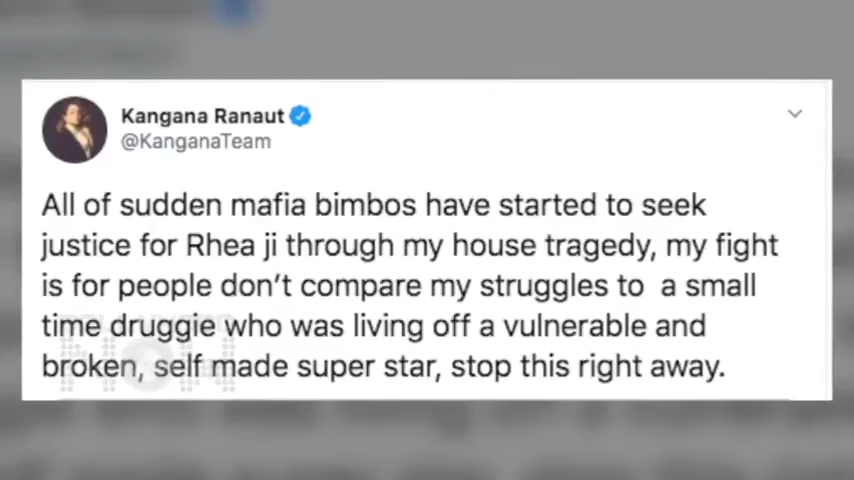 Kangana Ranaut
@KanganaTeam
All of sudden mafia bimbos have started to seek
justice for Rhea ji through my house tragedy, my fight
is for people don't compare my struggles to a small
time druggie who was living off a vulnerable and
broken, self made super star, stop this right away.